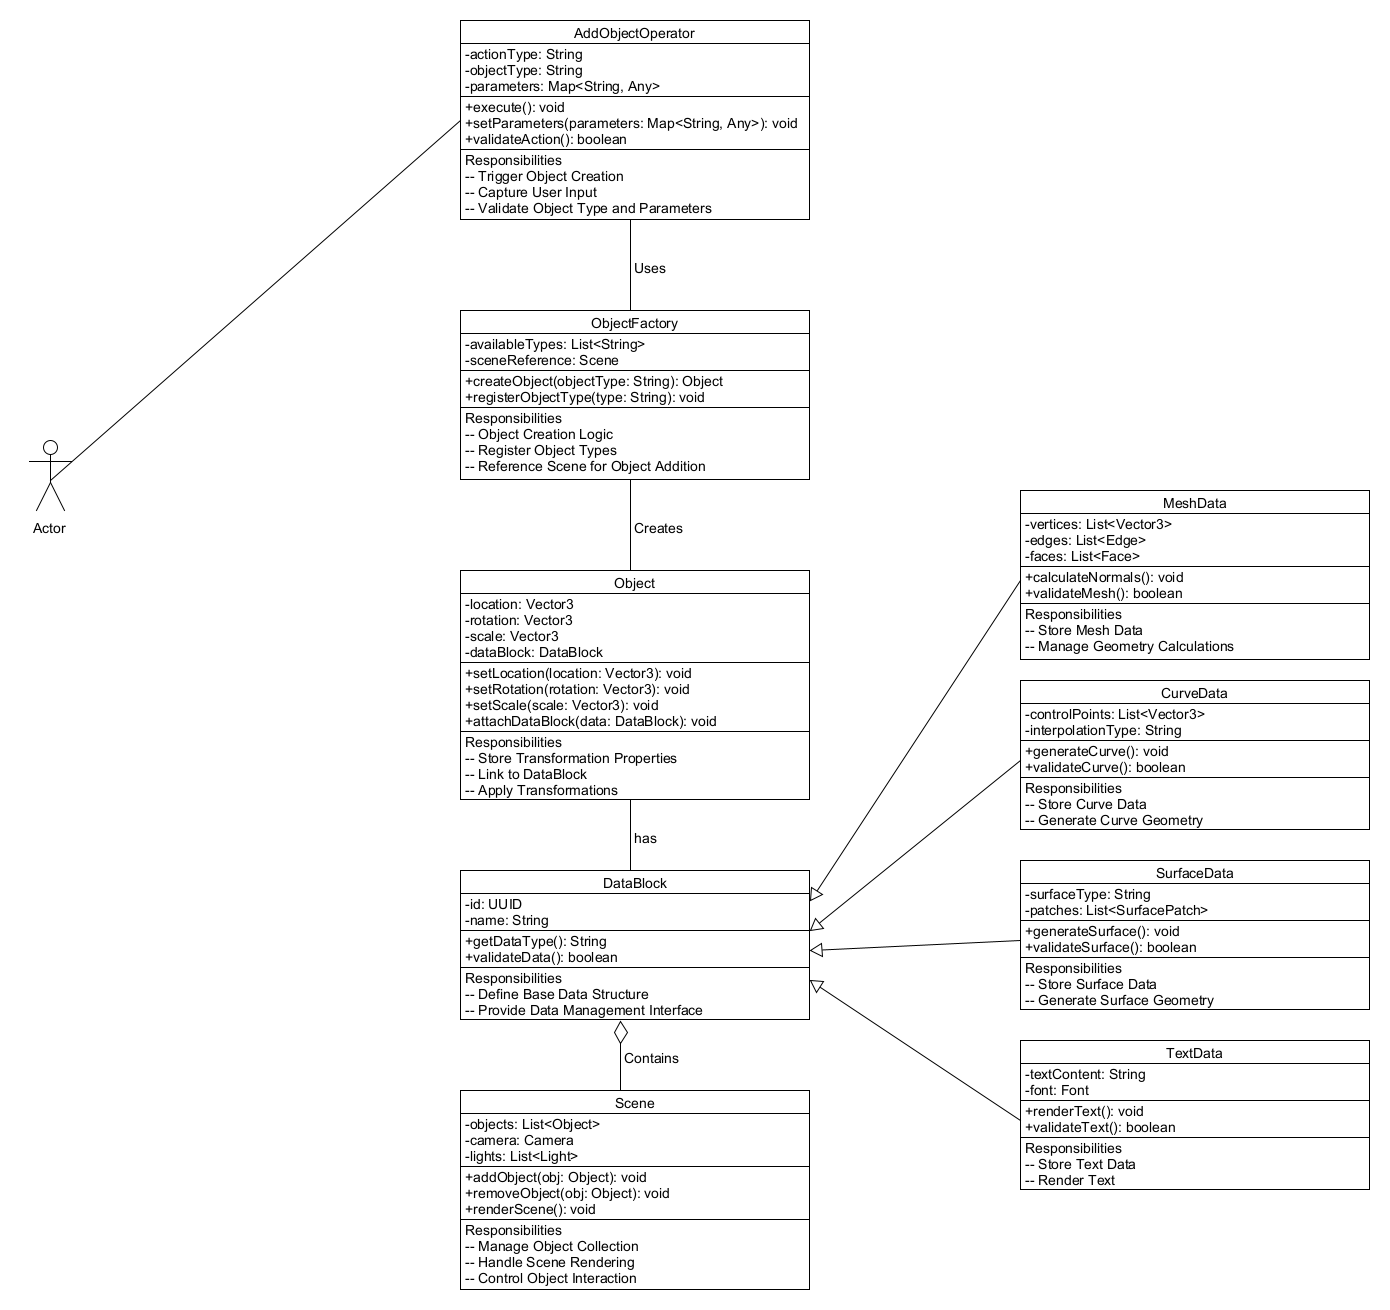 AddObjectOperator
-actionType: String
-objectType: String
-parameters: Map<String, Any>
+execute(): void
+setParameters(parameters: Map<String, Any>): void
+validateAction(): boolean
Responsibilities
-- Trigger Object Creation
-- Capture User Input
-- Validate Object Type and Parameters
Uses
ObjectFactory
-availableTypes: List<String>
-sceneReference: Scene
+createObject(objectType: String): Object
+registerObjectType(type: String): void
Responsibilities
-- Object Creation Logic
-- Register Object Types
-- Reference Scene for Object Addition
Actor
Creates
Object
-location: Vector3
-rotation: Vector3
-scale: Vector3
-dataBlock: DataBlock
+setLocation(location: Vector3): void
+setRotation(rotation: Vector3): void
+setScale(scale: Vector3): void
+attachDataBlock(data: DataBlock): void
Responsibilities
-- Store Transformation Properties
-- Link to DataBlock
-- Apply Transformations
has
DataBlock
-id: UUID
-name: String
+getDataType(): String
+validateData(): boolean
Responsibilities
-- Define Base Data Structure
-- Provide Data Management Interface
Contains
Scene
-objects: List<Object>
-camera: Camera
-lights: List<Light>
+addObject(obj: Object): void
+removeObject(obj: Object): void
+renderScene(): void
Responsibilities
-- Manage Object Collection
-- Handle Scene Rendering
-- Control Object Interaction
MeshData
-vertices: List<Vector3>
-edges: List<Edge>
-faces: List<Face>
+calculateNormals(): void
+validateMesh(): boolean
Responsibilities
-- Store Mesh Data
-- Manage Geometry Calculations
CurveData
-controlPoints: List<Vector3>
-interpolationType: String
+generateCurve(): void
+validateCurve(): boolean
Responsibilities
-- Store Curve Data
-- Generate Curve Geometry
SurfaceData
-surfaceType: String
-patches: List<SurfacePatch>
+generateSurface(): void
+validateSurface(): boolean
Responsibilities
-- Store Surface Data
-- Generate Surface Geometry
TextData
-textContent: String
-font: Font
+renderText(): void
+validateText(): boolean
Responsibilities
-- Store Text Data
-- Render Text